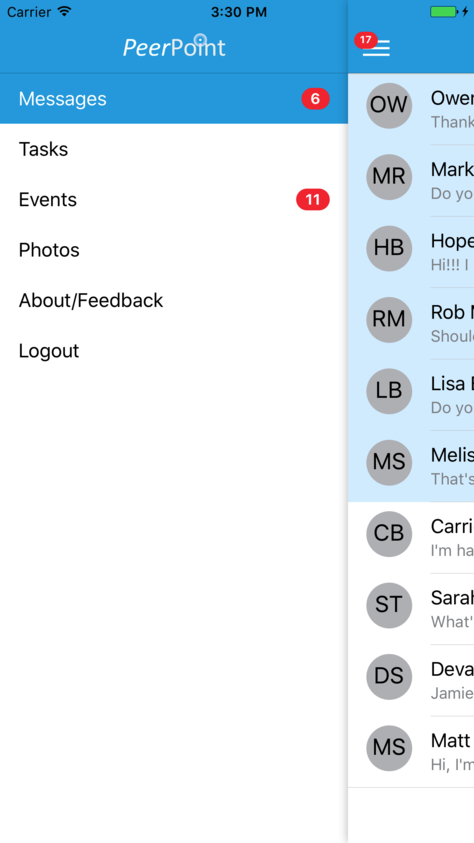 Carrier 3:30 PM
PeerPoint
17
Messages 6
Tasks
Events 11
Photos
About/Feedback
Logout
OW Owen
Thank
MR Mark
Do yo
HB Hope
Hi!!! I
RM Rob
Should
LB Lisa
Do yo
MS Melis
That's
CB Carri
I'm ha
ST Sarah
What'
DS Deva
Jamie
MS Matt
Hi, I'm